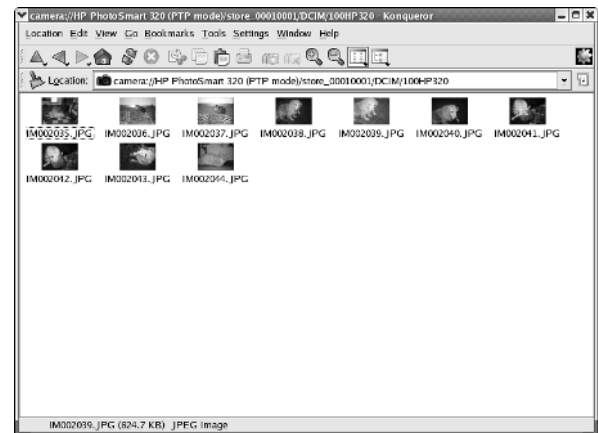 camera://HP PhotoSmart 320 (PTP mode)/store_00010001/DCIM/100HP320 - Konqueror
Location Edit View Go Bookmarks Tools Settings Window Help
Location: camera://HP PhotoSmart 320 (PTP mode)/store_00010001/DCIM/100HP320
IM002035.JPG IM002036.JPG IM002037.JPG IM002038.JPG IM002039.JPG IM002040.JPG IM002041.JPG
IM002042.JPG IM002043.JPG IM002044.JPG
IM002039.JPG (624.7 KB) JPEG Image